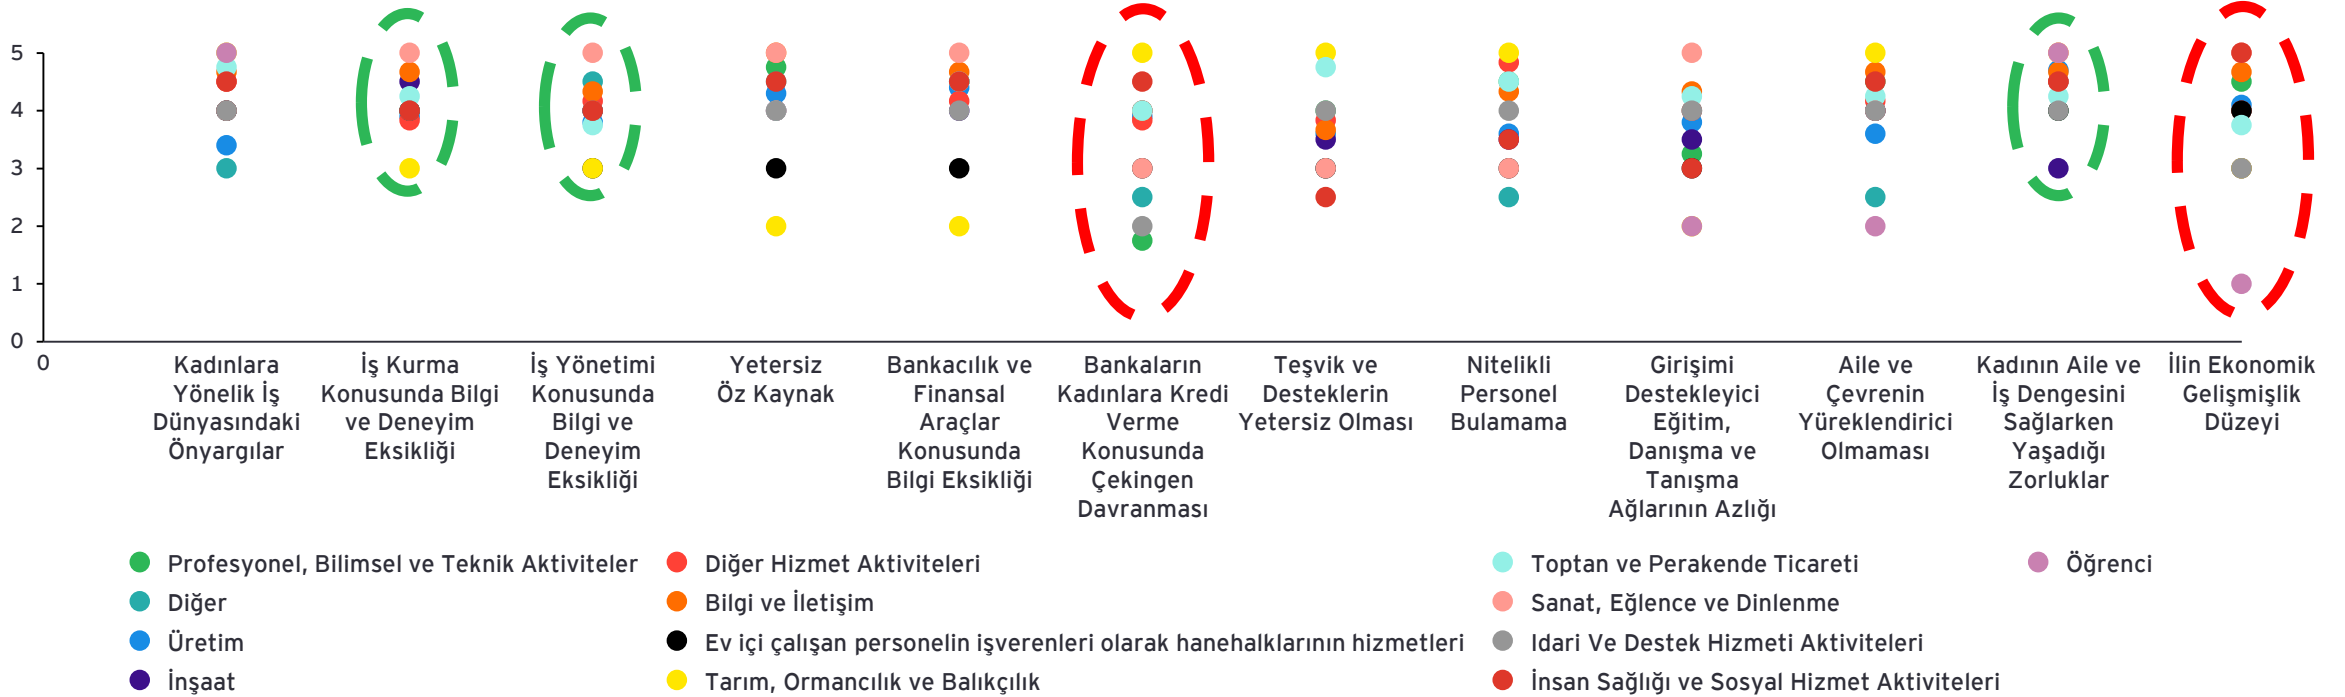 5
4
3
2
1
0
0
Kadınlara
Yönelik İş
Dünyasındaki
Önyargılar
İş Kurma
Konusunda Bilgi
ve Deneyim
Eksikliği
İş Yönetimi
Konusunda
Bilgi ve
Deneyim
Eksikliği
Yetersiz
Öz Kaynak
Bankacılık ve
Finansal
Araçlar
Konusunda
Bilgi Eksikliği
Bankaların
Kadınlara Kredi
Verme
Konusunda
Çekingen
Davranması
Teşvik ve
Desteklerin
Yetersiz Olması
Nitelikli
Personel
Bulamama
Girişimi
Destekleyici
Eğitim,
Danışma ve
Tanışma
Ağlarının Azlığı
Aile ve
Çevrenin
Yüreklendirici
Olmaması
Kadının Aile ve
İş Dengesini
Sağlarken
Yaşadığı
Zorluklar
İlin Ekonomik
Gelişmişlik
Düzeyi
Profesyonel, Bilimsel ve Teknik Aktiviteler
Diğer
Üretim
İnşaat
Diğer Hizmet Aktiviteleri
Bilgi ve İletişim
Ev içi çalışan personelin işverenleri olarak hanehalklarının hizmetleri
Tarım, Ormancılık ve Balıkçılık
Toptan ve Perakende Ticareti
Sanat, Eğlence ve Dinlenme
Idari Ve Destek Hizmeti Aktiviteleri
İnsan Sağlığı ve Sosyal Hizmet Aktiviteleri
Öğrenci